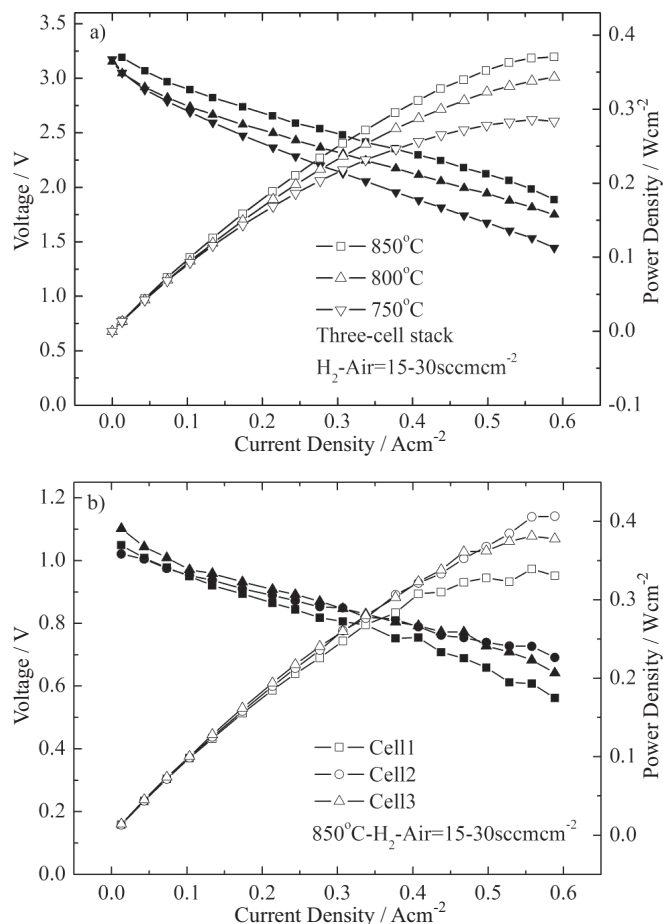 a)
3.5
3.0
2.5
2.0
1.5
1.0
0.5
0.0
Voltage / V
0.4
0.3
0.2
0.1
0.0
-0.1
Power Density / Wcm⁻²
850°C
800°C
750°C
Three-cell stack
H₂-Air=15-30sccmcm⁻²
0.0 0.1 0.2 0.3 0.4 0.5 0.6
Current Density / Acm⁻²
b)
1.2
1.0
0.8
0.6
0.4
0.2
0.0
Voltage / V
0.4
0.3
0.2
0.1
0.0
Power Density / Wcm⁻²
Cell1
Cell2
Cell3
850°C-H₂-Air=15-30sccmcm⁻²
0.0 0.1 0.2 0.3 0.4 0.5 0.6
Current Density / Acm⁻²